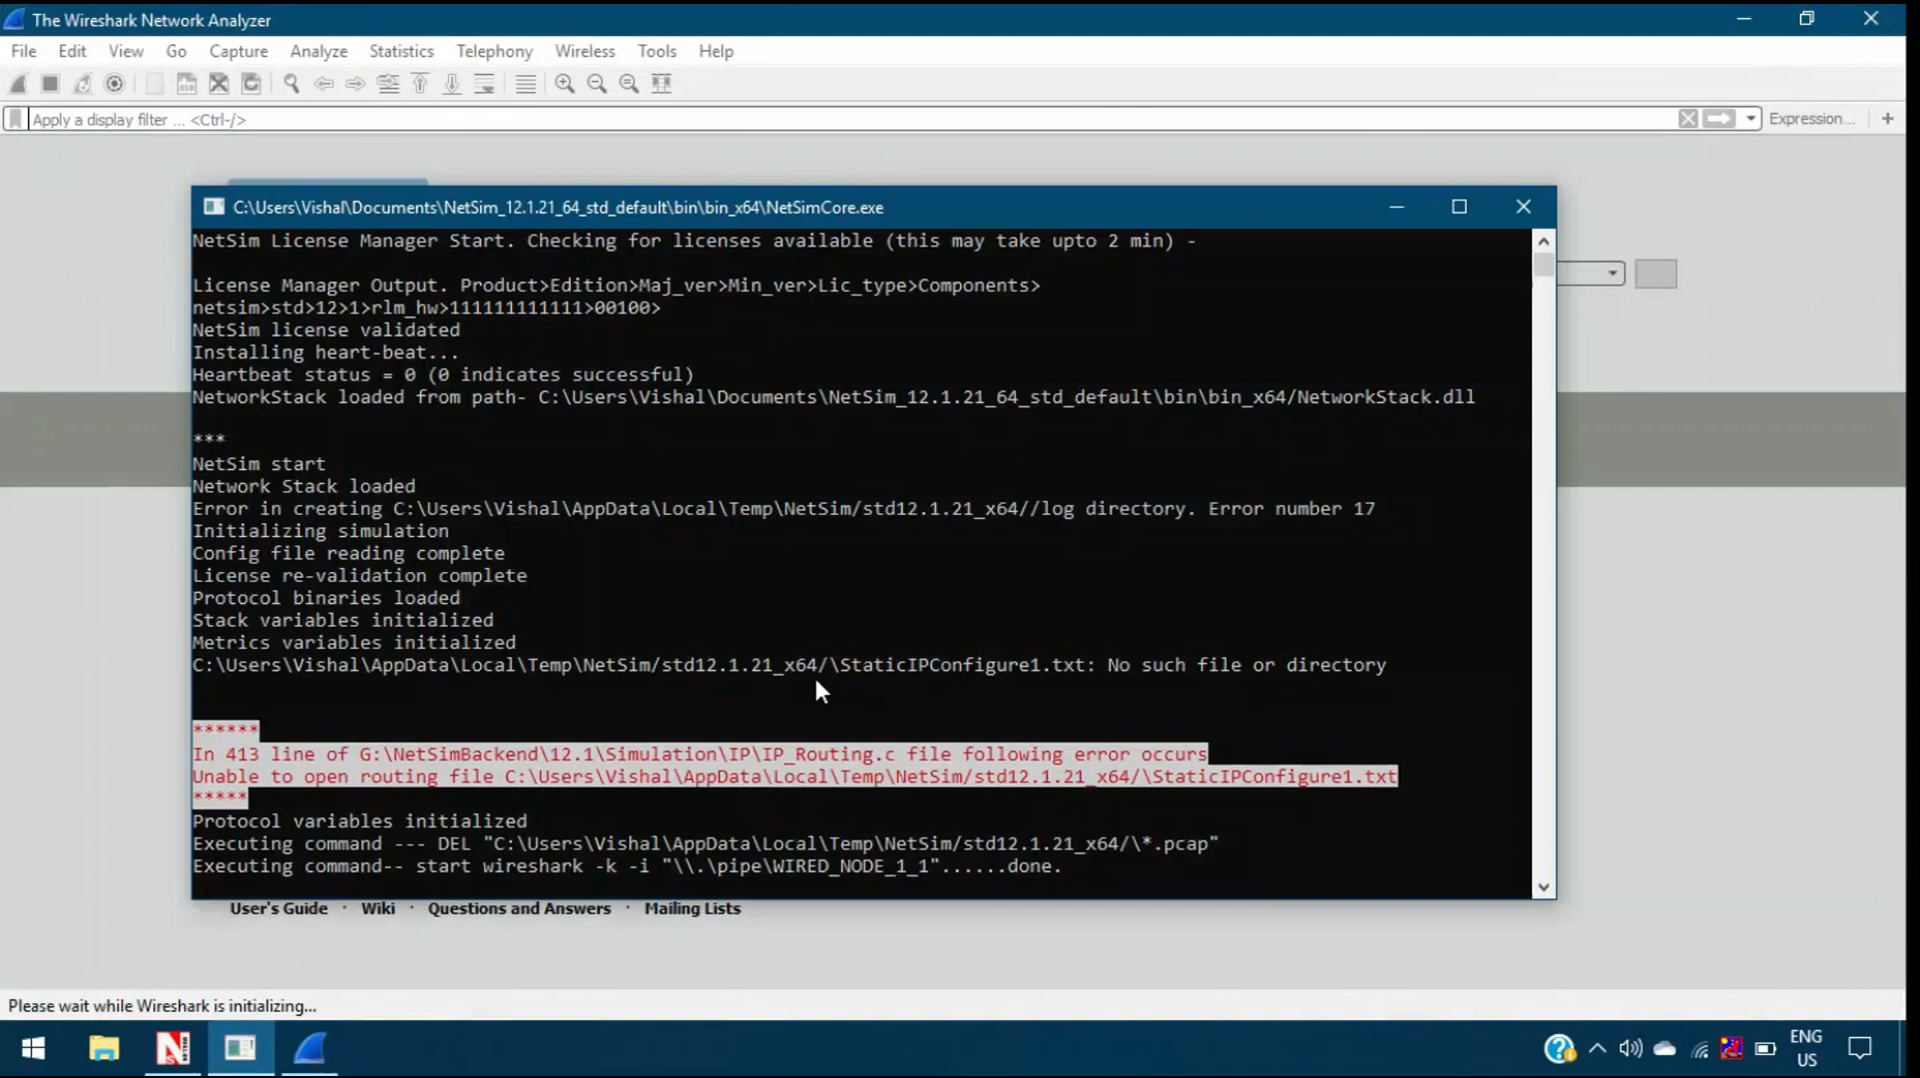 The Wireshark Network Analyzer
File Edit View Go Capture Analyze Statistics Telephony Wireless Tools Help
Apply a display filter ... <Ctrl-/>
Expression...
+
C:\Users\Vishal\Documents\NetSim_12.1.21_64_std_default\bin\bin_x64\NetSimCore.exe
NetSim License Manager Start. Checking for licenses available (this may take upto 2 min) -
License Manager Output. Product>Edition>Maj_ver>Min_ver>Lic_type>Components>
netsim>std>12>1>rlm_hw>111111111111>00100>
NetSim license validated
Installing heart-beat...
Heartbeat status = 0 (0 indicates successful)
NetworkStack loaded from path- C:\Users\Vishal\Documents\NetSim_12.1.21_64_std_default\bin\bin_x64/NetworkStack.dll
***
NetSim start
Network Stack loaded
Error in creating C:\Users\Vishal\AppData\Local\Temp\NetSim/std12.1.21_x64//log directory. Error number 17
Initializing simulation
Config file reading complete
License re-validation complete
Protocol binaries loaded
Stack variables initialized
Metrics variables initialized
C:\Users\Vishal\AppData\Local\Temp\NetSim/std12.1.21_x64/\StaticIPConfigure1.txt: No such file or directory
******
In 413 line of G:\NetSimBackend\12.1\Simulation\IP\IP_Routing.c file following error occurs
Unable to open routing file C:\Users\Vishal\AppData\Local\Temp\NetSim/std12.1.21_x64/\StaticIPConfigure1.txt
*****
Protocol variables initialized
Executing command --- DEL "C:\Users\Vishal\AppData\Local\Temp\NetSim/std12.1.21_x64/\*.pcap"
Executing command-- start wireshark -k -i "\\.\pipe\WIRED_NODE_1_1"......done.
User's Guide · Wiki · Questions and Answers · Mailing Lists
Please wait while Wireshark is initializing...
ENG
US